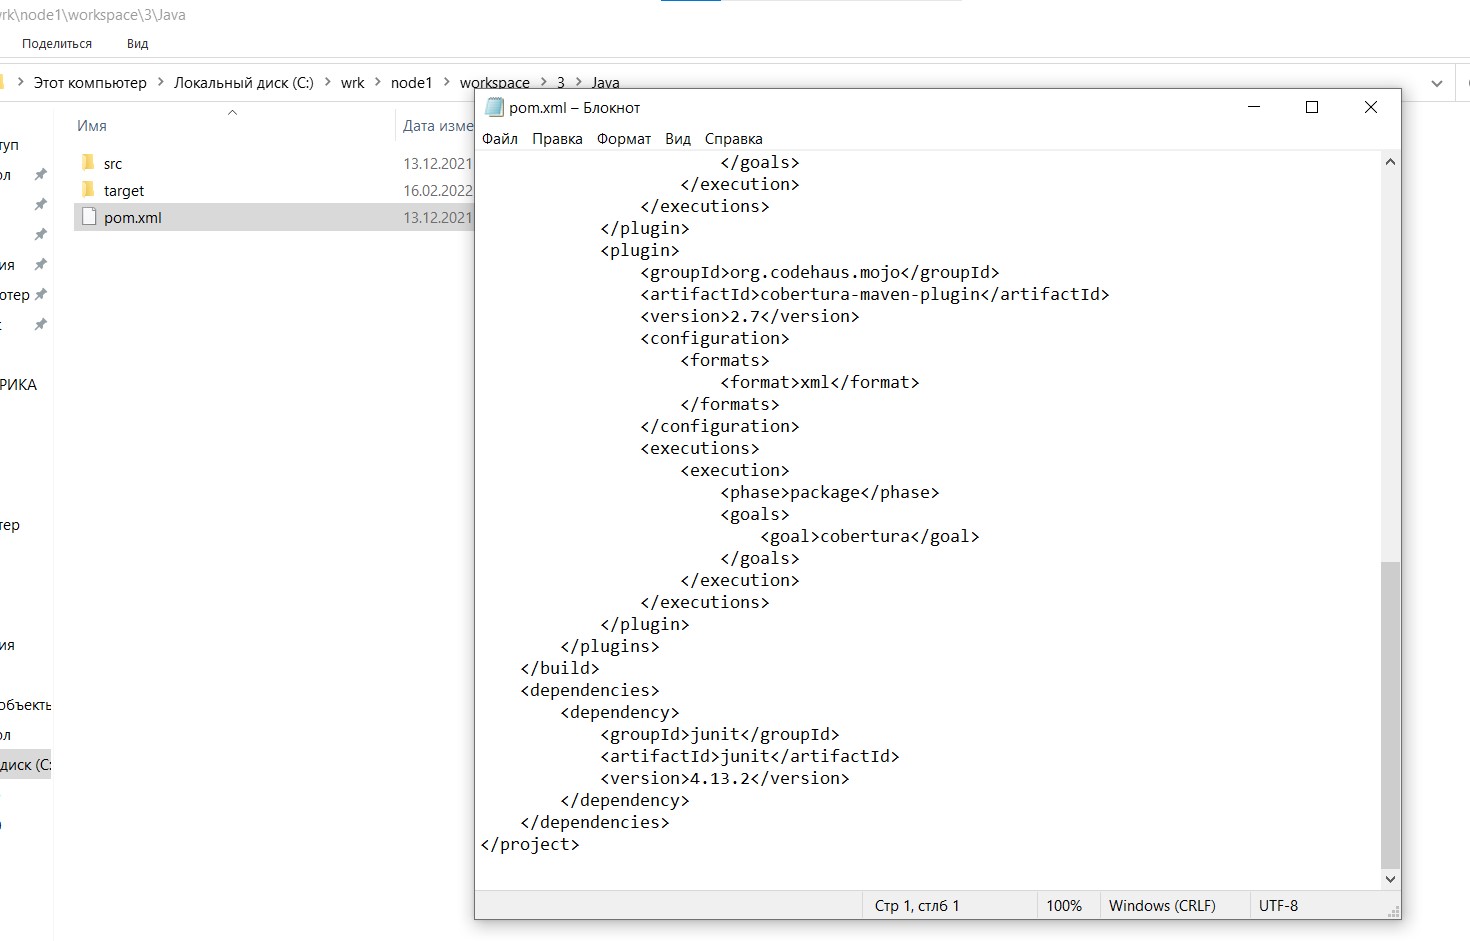 rk\node1\workspace\3\Java
Поделиться Вид
Этот компьютер > Локальный диск (C:) > wrk > node1 > workspace > 3 > Java
Имя Дата изме
src 13.12.2021
target 16.02.2022
pom.xml 13.12.2021
туп
ол
ия
ютер
РИКА
тер
ия
объекты
ол
диск (C:
pom.xml – Блокнот
Файл Правка Формат Вид Справка
</goals>
</execution>
</executions>
</plugin>
<plugin>
<groupId>org.codehaus.mojo</groupId>
<artifactId>cobertura-maven-plugin</artifactId>
<version>2.7</version>
<configuration>
<formats>
<format>xml</format>
</formats>
</configuration>
<executions>
<execution>
<phase>package</phase>
<goals>
<goal>cobertura</goal>
</goals>
</execution>
</executions>
</plugin>
</plugins>
</build>
<dependencies>
<dependency>
<groupId>junit</groupId>
<artifactId>junit</artifactId>
<version>4.13.2</version>
</dependency>
</dependencies>
</project>
Стр 1, стлб 1 100% Windows (CRLF) UTF-8